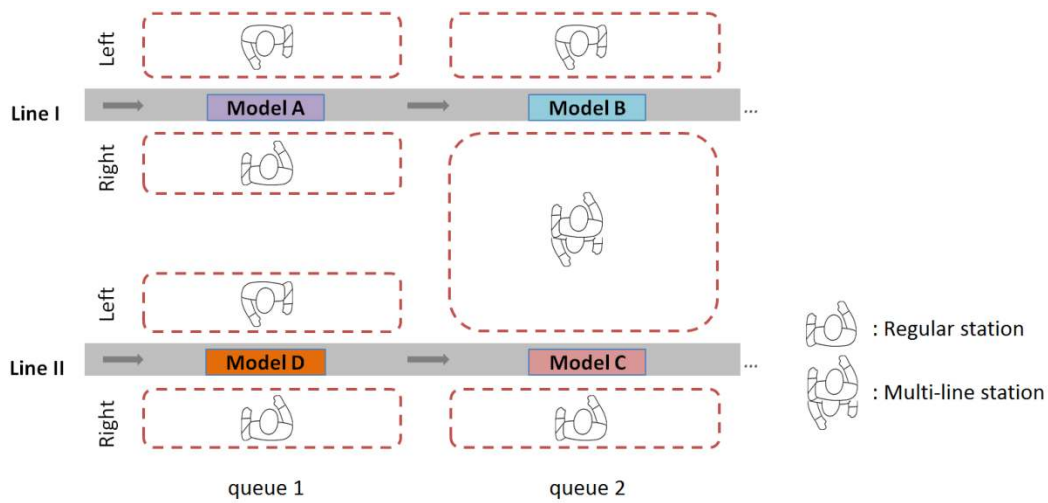 Left
Line I
Model A
Model B
...
Right
Left
Line II
Model D
Model C
...
Right
queue 1
queue 2
: Regular station
: Multi-line station